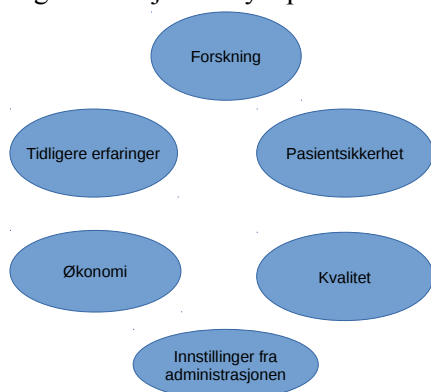 Forskning
Tidligere erfaringer
Pasientsikkerhet
Økonomi
Kvalitet
Innstillinger fra
administrasjonen